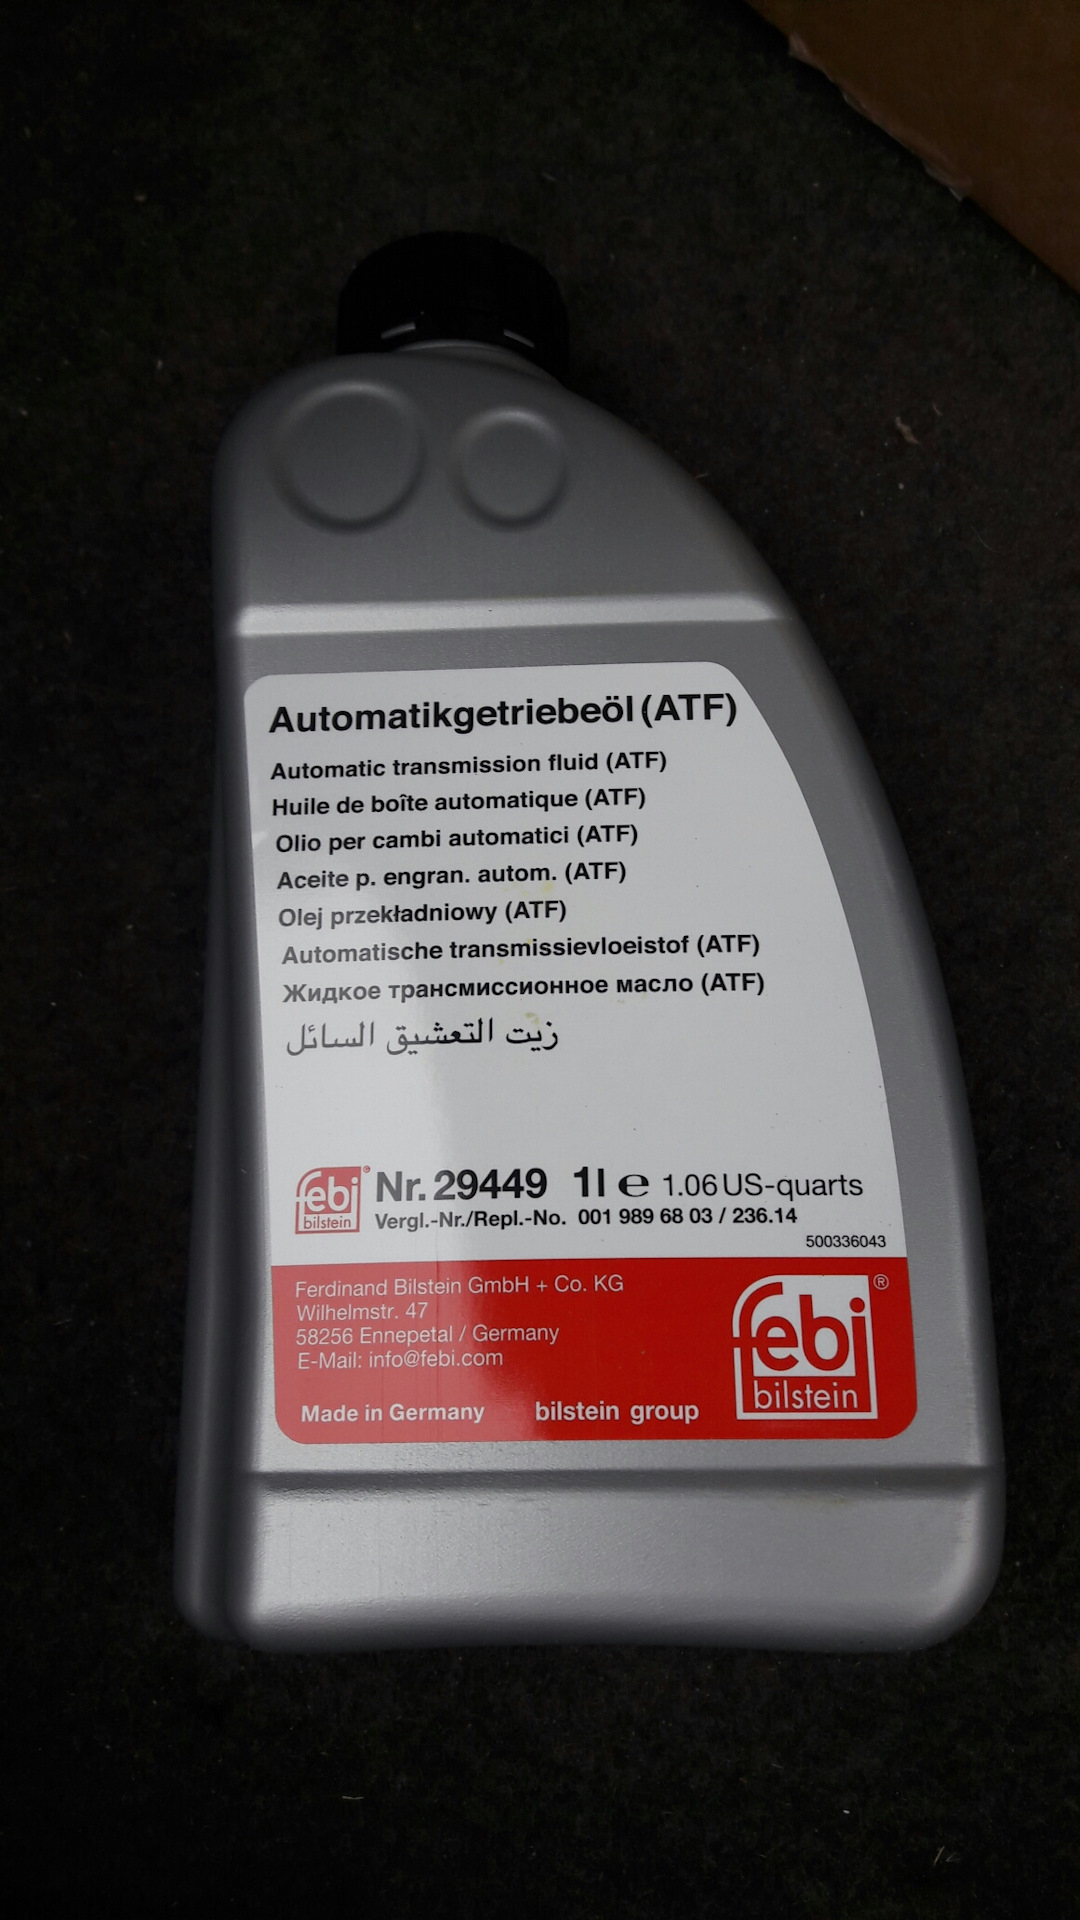 Automatikgetriebeöl (ATF)
Automatic transmission fluid (ATF)
Huile de boîte automatique (ATF)
Olio per cambi automatici (ATF)
Aceite p. engran. autom. (ATF)
Olej przekładniowy (ATF)
Automatische transmissievloeistof (ATF)
Жидкое трансмиссионное масло (ATF)
زيت التعشيق السائل
febi® Nr. 29449 1l ℮ 1.06 US-quarts
bilstein Vergl.-Nr./Repl.-No. 001 989 68 03 / 236.14
500336043
Ferdinand Bilstein GmbH + Co. KG
Wilhelmstr. 47
58256 Ennepetal / Germany
E-Mail: info@febi.com
Made in Germany bilstein group
febi®
bilstein